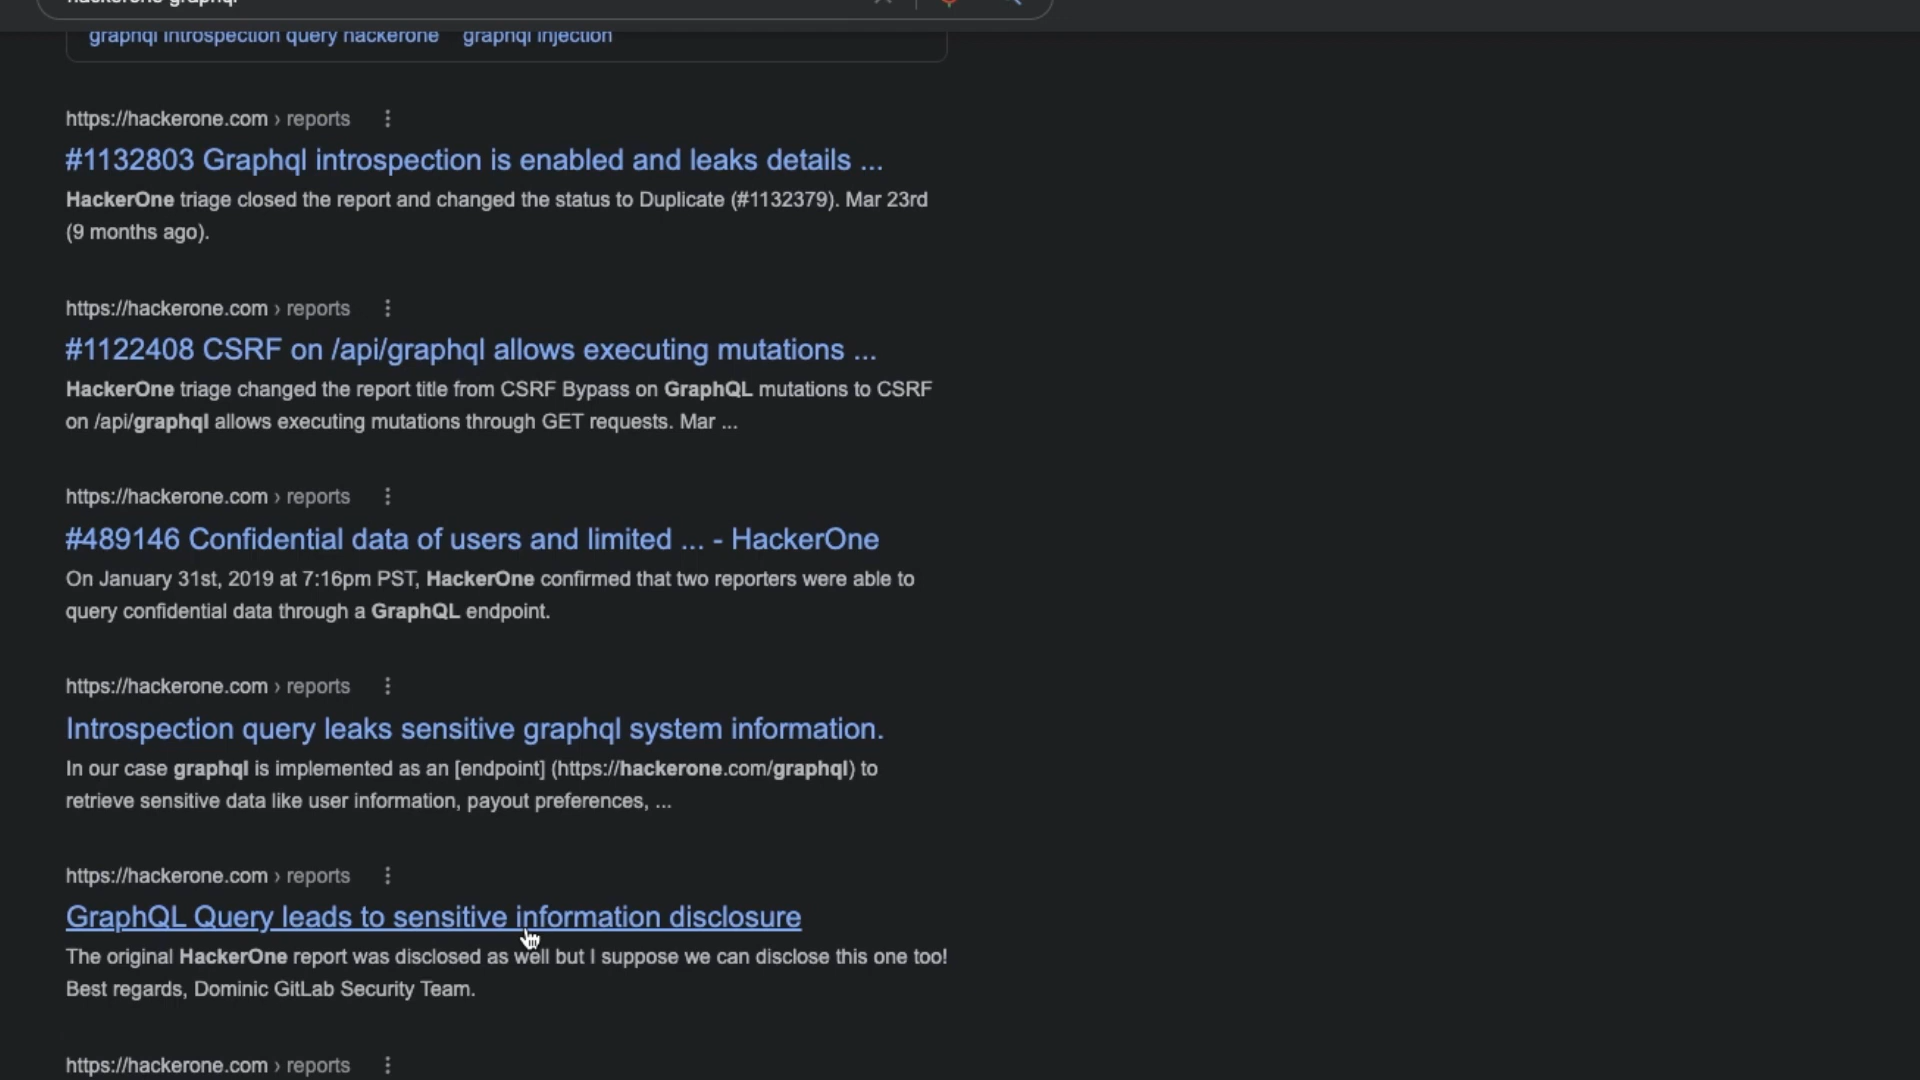 hackerone graphql
graphql introspection query hackerone graphql injection
https://hackerone.com › reports
#1132803 Graphql introspection is enabled and leaks details ...
HackerOne triage closed the report and changed the status to Duplicate (#1132379). Mar 23rd
(9 months ago).
https://hackerone.com › reports
#1122408 CSRF on /api/graphql allows executing mutations ...
HackerOne triage changed the report title from CSRF Bypass on GraphQL mutations to CSRF
on /api/graphql allows executing mutations through GET requests. Mar ...
https://hackerone.com › reports
#489146 Confidential data of users and limited ... - HackerOne
On January 31st, 2019 at 7:16pm PST, HackerOne confirmed that two reporters were able to
query confidential data through a GraphQL endpoint.
https://hackerone.com › reports
Introspection query leaks sensitive graphql system information.
In our case graphql is implemented as an [endpoint] (https://hackerone.com/graphql) to
retrieve sensitive data like user information, payout preferences, ...
https://hackerone.com › reports
GraphQL Query leads to sensitive information disclosure
The original HackerOne report was disclosed as well but I suppose we can disclose this one too!
Best regards, Dominic GitLab Security Team.
https://hackerone.com › reports